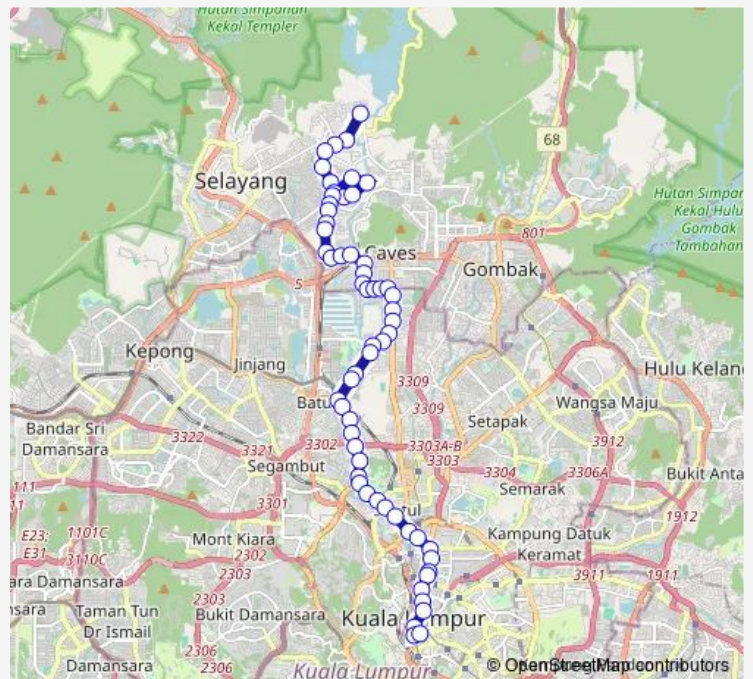 Hutan Simpanan
Kekal Templer
68
Selayang
Hutan Simpan
Kekal Hulu
Gombak
Tambahan
801
Caves
Gombak
5
Kepong
Jinjang
Hulu Kelang
3309
Batu
3309
Wangsa Maju
Setapak
Bandar Sri
Damansara
3322
3321
3302
3303A-B
3303
3912
Segambut
3304
3306A
Bukit Anta
111
11
Semarak
3301
1912
E23;
E31
1101C
3110C
Mont Kiara
2302
2303
Kampung Datuk
Keramat
3911
1911
ara Damansara
nsara
Taman Tun
Dr Ismail
2303
Bukit Damansara
Kuala Lumpur
2306
2306
Damansara
Kuala Lumpur
© OpenStreetMap contributors